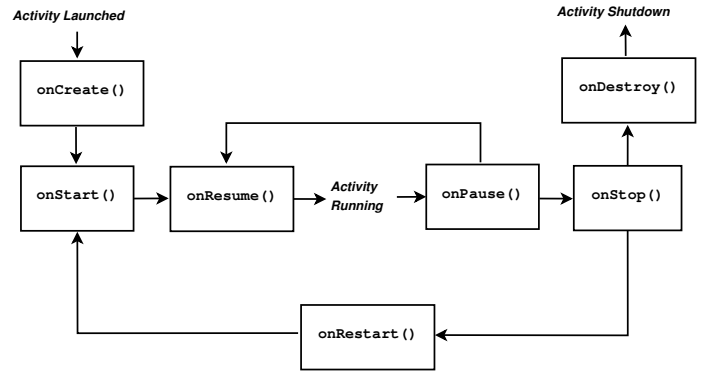 Activity Launched
Activity Shutdown
onCreate()
onDestroy()
onStart()
onResume()
Activity
Running
onPause()
onStop()
onRestart()